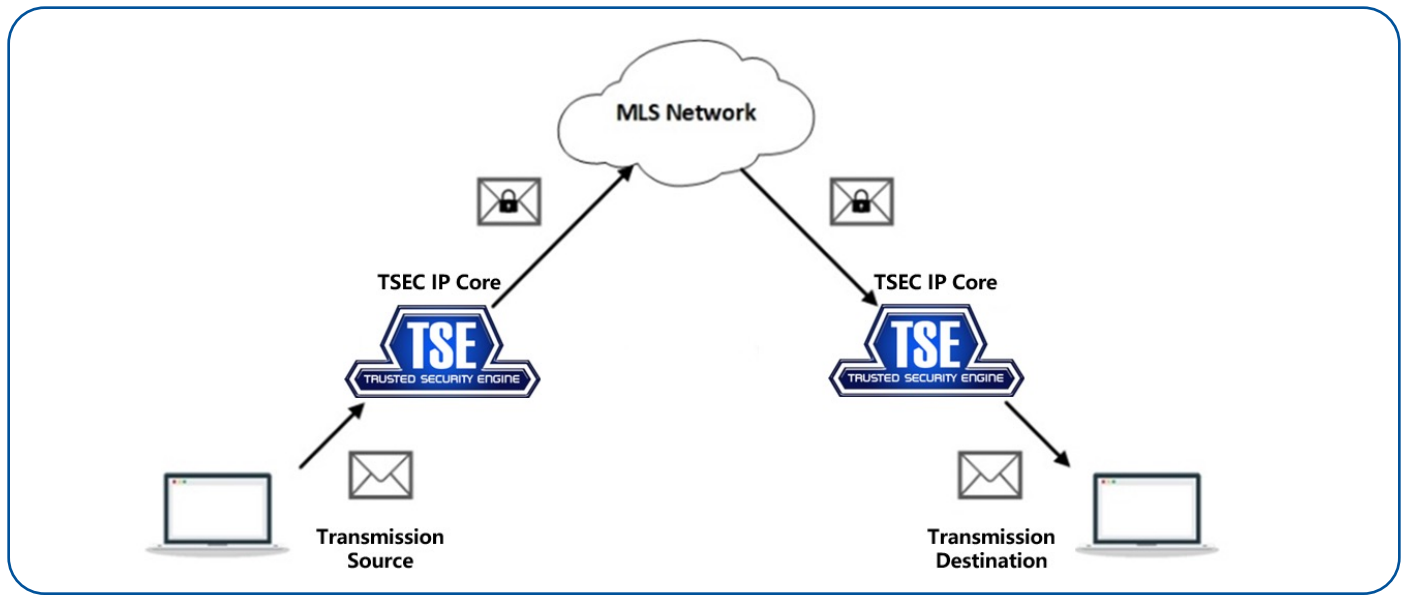 MLS Network
TSEC IP Core
TSE
TRUSTED SECURITY ENGINE
TSEC IP Core
TSE
TRUSTED SECURITY ENGINE
Transmission
Source
Transmission
Destination